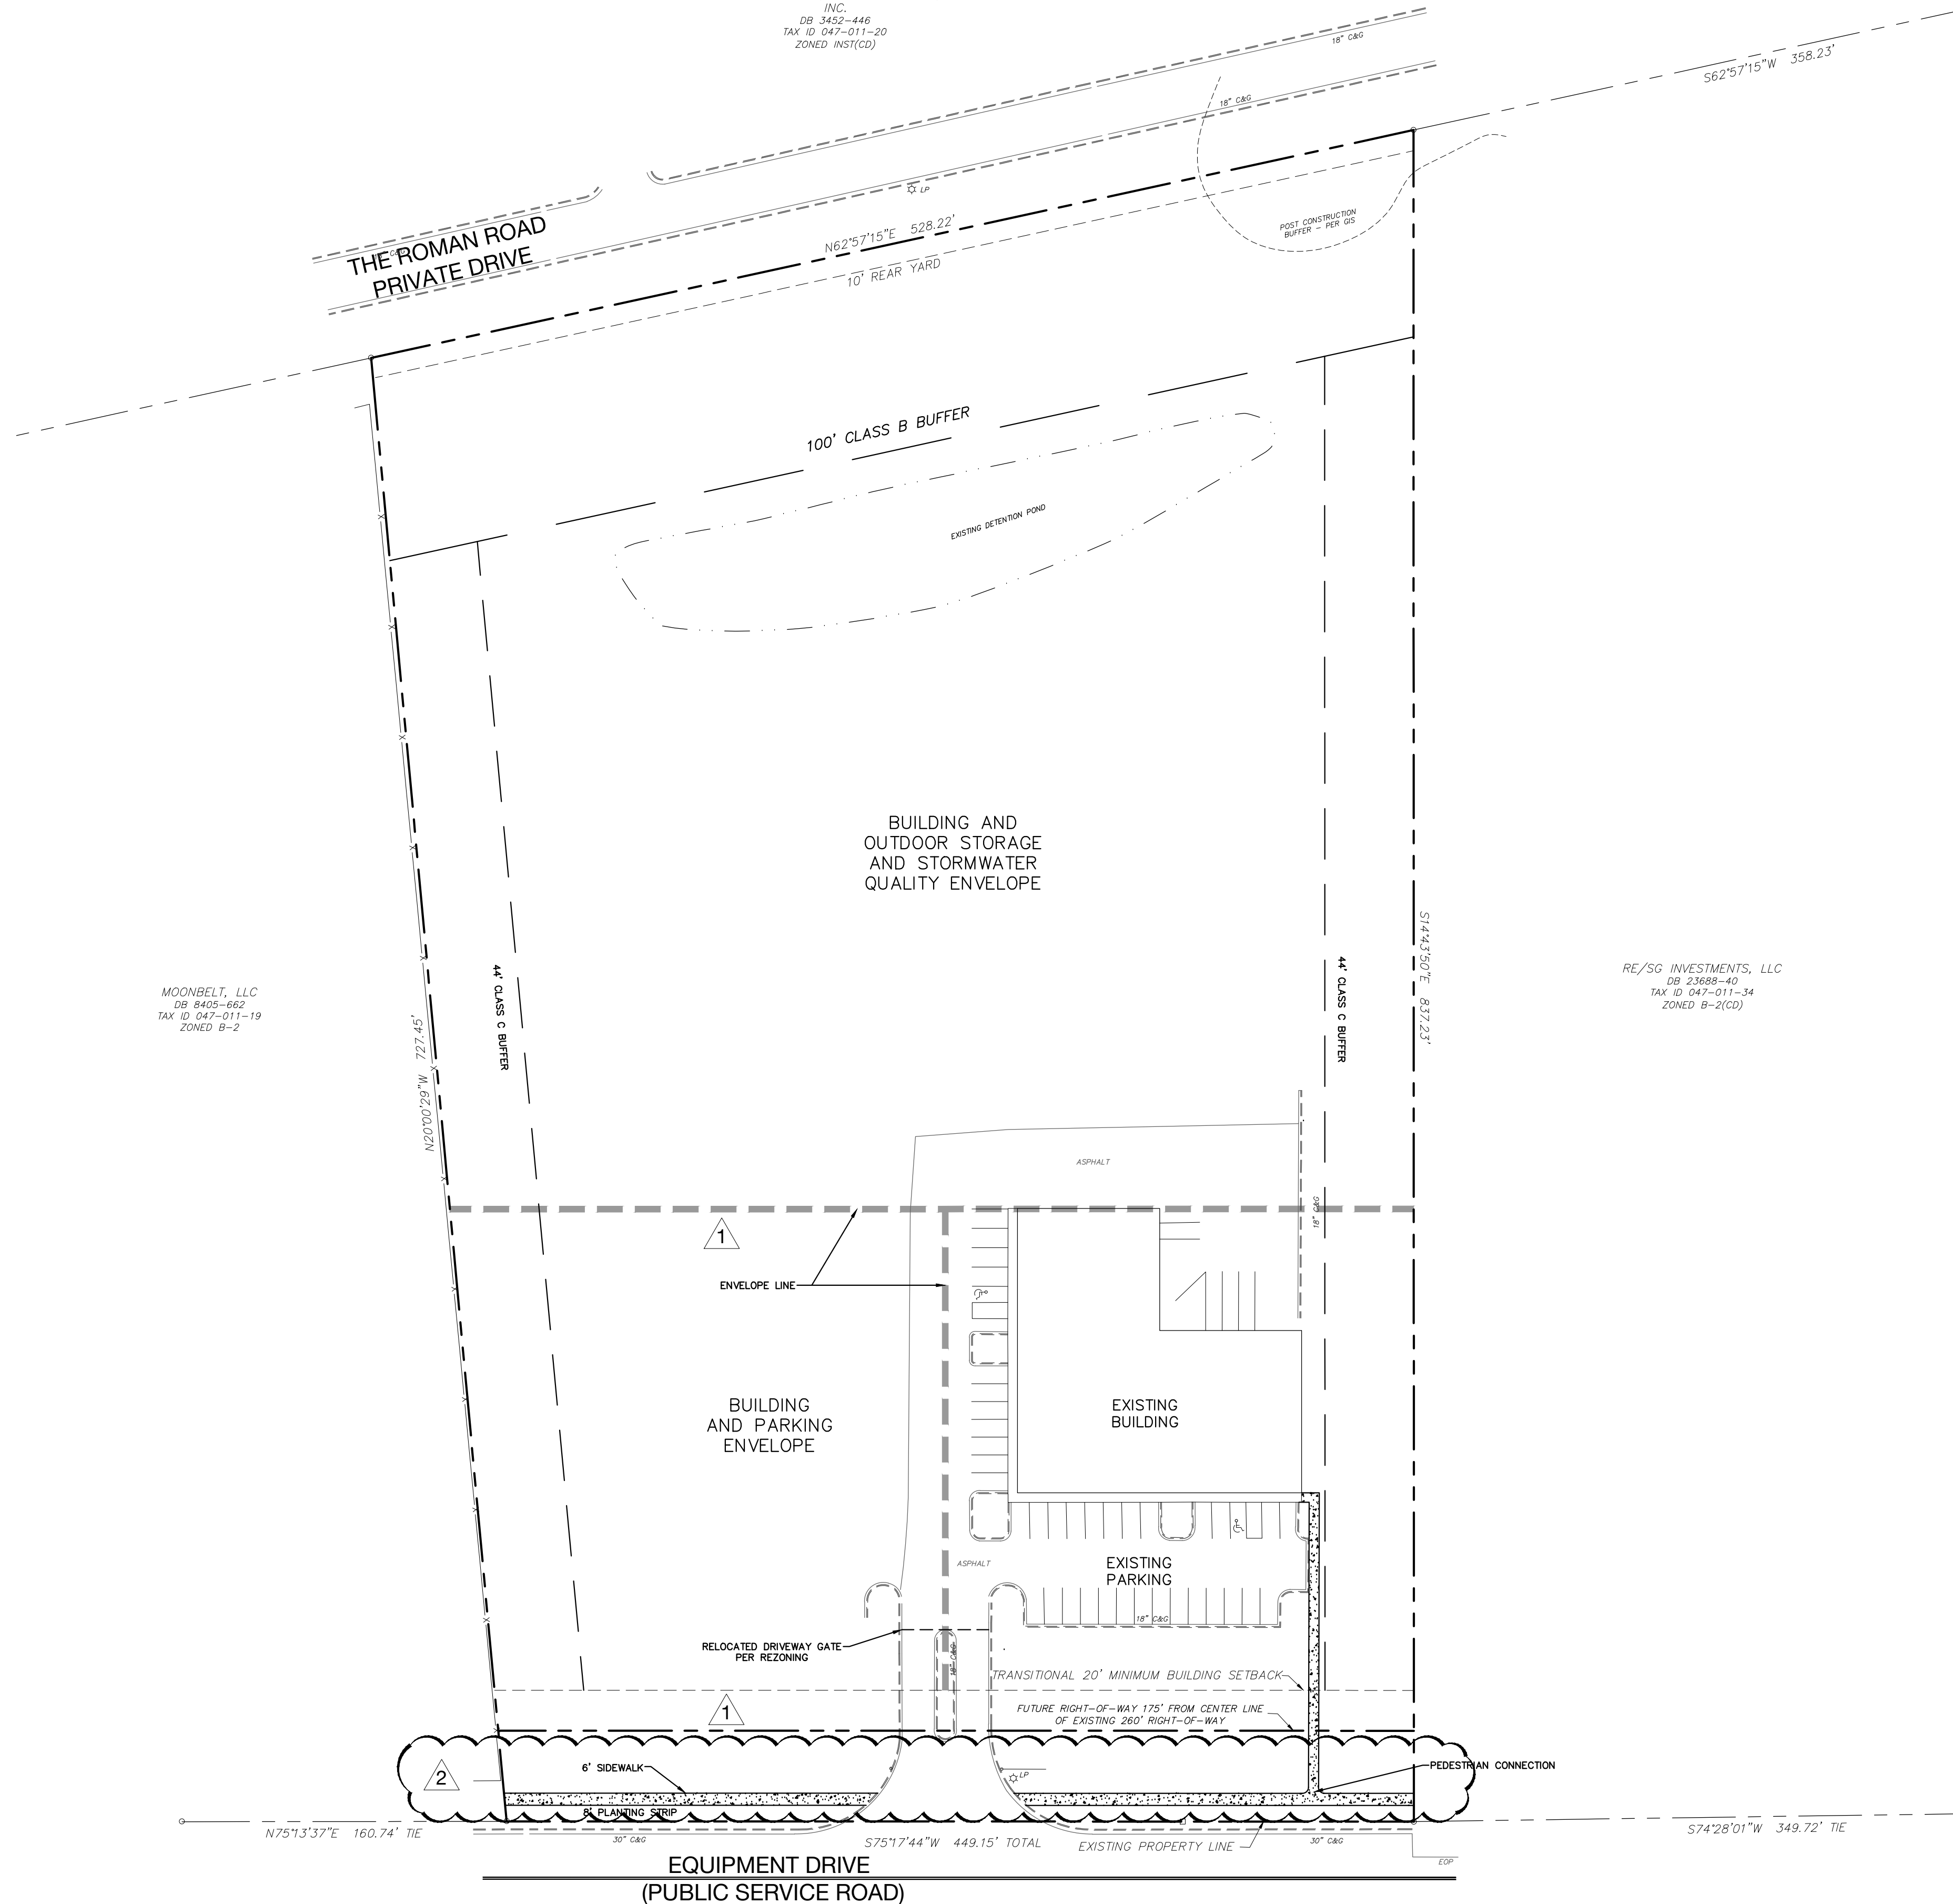 INC.
DB 3452-446
TAX ID 047-011-20
ZONED INST(CD)
18" C&G
S62°57'15"W 358.23'
18" C&G
LP
POST CONSTRUCTION
BUFFER - PER GIS
N62°57'15"E 528.22'
THE ROMAN ROAD
PRIVATE DRIVE
C&G
10' REAR YARD
100' CLASS B BUFFER
EXISTING DETENTION POND
BUILDING AND
OUTDOOR STORAGE
AND STORMWATER
QUALITY ENVELOPE
44' CLASS C BUFFER
44' CLASS C BUFFER
S14°43'50"E 837.23'
MOONBELT, LLC
DB 8405-662
TAX ID 047-011-19
ZONED B-2
RE/SG INVESTMENTS, LLC
DB 23688-40
TAX ID 047-011-34
ZONED B-2(CD)
N20°00'29"W 727.45'
ASPHALT
18" C&G
1
ENVELOPE LINE
BUILDING
AND PARKING
ENVELOPE
EXISTING
BUILDING
ASPHALT
EXISTING
PARKING
18" C&G
RELOCATED DRIVEWAY GATE
PER REZONING
18" C&G
TRANSITIONAL 20' MINIMUM BUILDING SETBACK
1
FUTURE RIGHT-OF-WAY 175' FROM CENTER LINE
OF EXISTING 260' RIGHT-OF-WAY
2
6' SIDEWALK
LP
PEDESTRIAN CONNECTION
8' PLANTING STRIP
N75°13'37"E 160.74' TIE
30" C&G
S75°17'44"W 449.15' TOTAL
EXISTING PROPERTY LINE
30" C&G
S74°28'01"W 349.72' TIE
EOP
EQUIPMENT DRIVE
(PUBLIC SERVICE ROAD)
X X X X X X X X X X X X